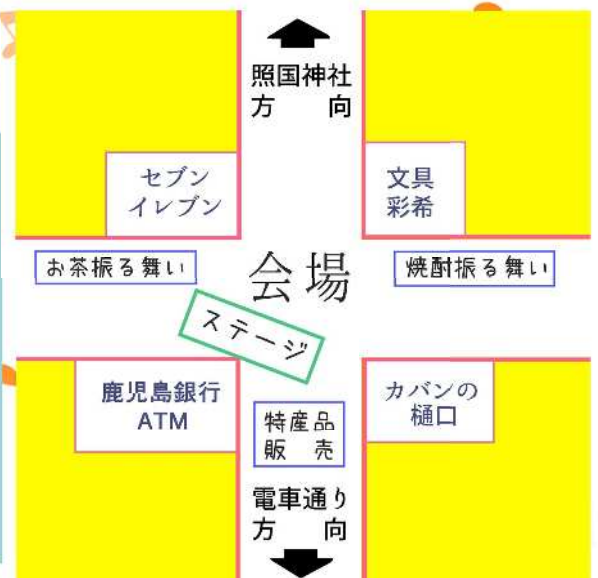 照国神社
方 向
セブン
イレブン
文具
彩希
お茶振る舞い
会場
焼酎振る舞い
ステージ
鹿児島銀行
ATM
特産品
販 売
カバンの
樋口
電車通り
方 向